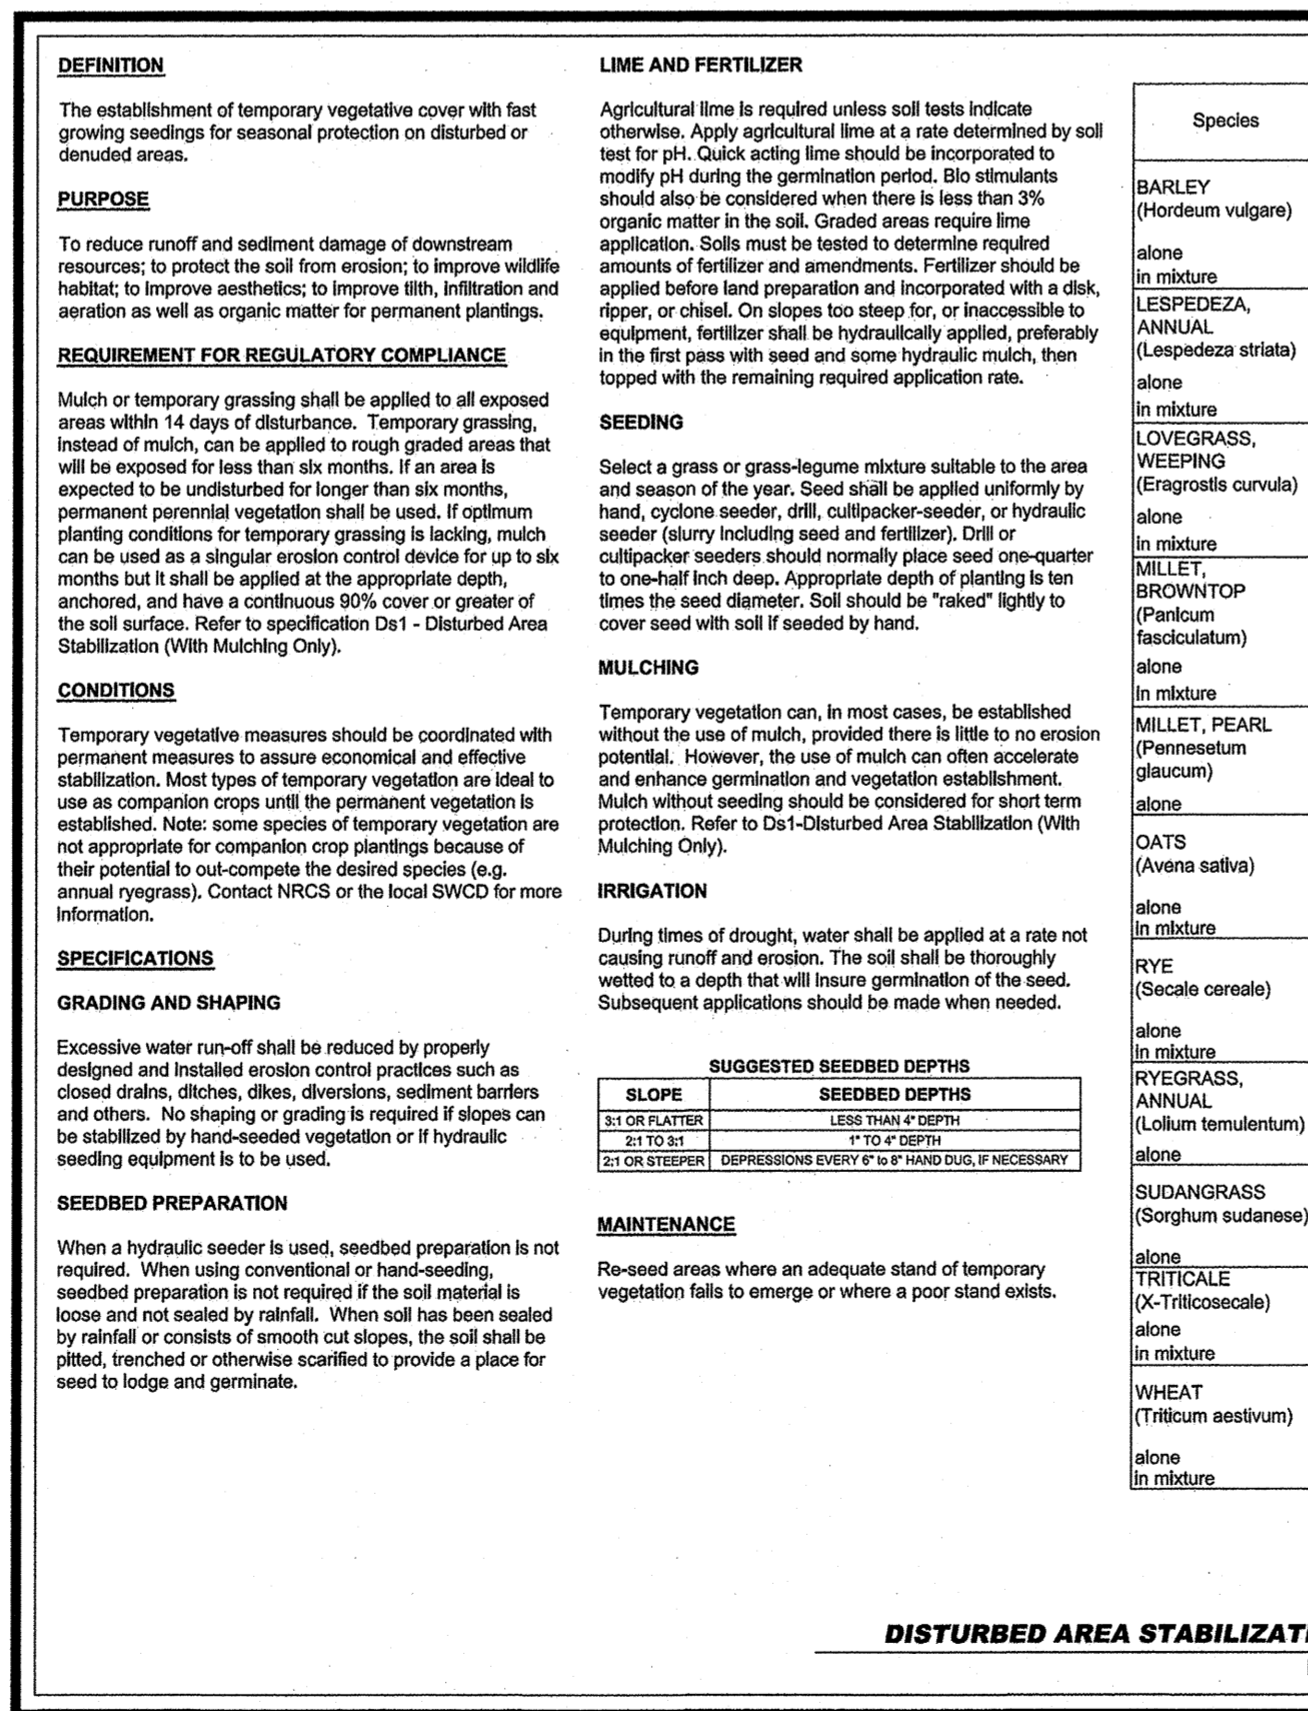 DEFINITION
The establishment of temporary vegetative cover with fast
growing seedings for seasonal protection on disturbed or
denuded areas.
PURPOSE
To reduce runoff and sediment damage of downstream
resources; to protect the soil from erosion; to improve wildlife
habitat; to improve aesthetics; to improve tilth, infiltration and
aeration as well as organic matter for permanent plantings.
REQUIREMENT FOR REGULATORY COMPLIANCE
Mulch or temporary grassing shall be applied to all exposed
areas within 14 days of disturbance. Temporary grassing,
instead of mulch, can be applied to rough graded areas that
will be exposed for less than six months. If an area is
expected to be undisturbed for longer than six months,
permanent perennial vegetation shall be used. If optimum
planting conditions for temporary grassing is lacking, mulch
can be used as a singular erosion control device for up to six
months but it shall be applied at the appropriate depth,
anchored, and have a continuous 90% cover or greater of
the soil surface. Refer to specification Ds1 - Disturbed Area
Stabilization (With Mulching Only).
CONDITIONS
Temporary vegetative measures should be coordinated with
permanent measures to assure economical and effective
stabilization. Most types of temporary vegetation are ideal to
use as companion crops until the permanent vegetation is
established. Note: some species of temporary vegetation are
not appropriate for companion crop plantings because of
their potential to out-compete the desired species (e.g.
annual ryegrass). Contact NRCS or the local SWCD for more
information.
SPECIFICATIONS
GRADING AND SHAPING
Excessive water run-off shall be reduced by properly
designed and installed erosion control practices such as
closed drains, ditches, dikes, diversions, sediment barriers
and others. No shaping or grading is required if slopes can
be stabilized by hand-seeded vegetation or if hydraulic
seeding equipment is to be used.
SEEDBED PREPARATION
When a hydraulic seeder is used, seedbed preparation is not
required. When using conventional or hand-seeding,
seedbed preparation is not required if the soil material is
loose and not sealed by rainfall. When soil has been sealed
by rainfall or consists of smooth cut slopes, the soil shall be
pitted, trenched or otherwise scarified to provide a place for
seed to lodge and germinate.
LIME AND FERTILIZER
Agricultural lime is required unless soil tests indicate
otherwise. Apply agricultural lime at a rate determined by soil
test for pH. Quick acting lime should be incorporated to
modify pH during the germination period. Bio stimulants
should also be considered when there is less than 3%
organic matter in the soil. Graded areas require lime
application. Soils must be tested to determine required
amounts of fertilizer and amendments. Fertilizer should be
applied before land preparation and incorporated with a disk,
ripper, or chisel. On slopes too steep for, or inaccessible to
equipment, fertilizer shall be hydraulically applied, preferably
in the first pass with seed and some hydraulic mulch, then
topped with the remaining required application rate.
SEEDING
Select a grass or grass-legume mixture suitable to the area
and season of the year. Seed shall be applied uniformly by
hand, cyclone seeder, drill, cultipacker-seeder, or hydraulic
seeder (slurry including seed and fertilizer). Drill or
cultipacker seeders should normally place seed one-quarter
to one-half inch deep. Appropriate depth of planting is ten
times the seed diameter. Soil should be "raked" lightly to
cover seed with soil if seeded by hand.
MULCHING
Temporary vegetation can, in most cases, be established
without the use of mulch, provided there is little to no erosion
potential. However, the use of mulch can often accelerate
and enhance germination and vegetation establishment.
Mulch without seeding should be considered for short term
protection. Refer to Ds1-Disturbed Area Stabilization (With
Mulching Only).
IRRIGATION
During times of drought, water shall be applied at a rate not
causing runoff and erosion. The soil shall be thoroughly
wetted to a depth that will insure germination of the seed.
Subsequent applications should be made when needed.
SUGGESTED SEEDBED DEPTHS
SLOPE SEEDBED DEPTHS
3:1 OR FLATTER LESS THAN 4" DEPTH
2:1 TO 3:1 1" TO 4" DEPTH
2:1 OR STEEPER DEPRESSIONS EVERY 6" to 8" HAND DUG, IF NECESSARY
MAINTENANCE
Re-seed areas where an adequate stand of temporary
vegetation fails to emerge or where a poor stand exists.
Species
BARLEY
(Hordeum vulgare)
alone
in mixture
LESPEDEZA,
ANNUAL
(Lespedeza striata)
alone
in mixture
LOVEGRASS,
WEEPING
(Eragrostis curvula)
alone
in mixture
MILLET,
BROWNTOP
(Panicum
fasciculatum)
alone
in mixture
MILLET, PEARL
(Pennesetum
glaucum)
alone
OATS
(Avena sativa)
alone
in mixture
RYE
(Secale cereale)
alone
in mixture
RYEGRASS,
ANNUAL
(Lolium temulentum)
alone
SUDANGRASS
(Sorghum sudanese)
alone
TRITICALE
(X-Triticosecale)
alone
in mixture
WHEAT
(Triticum aestivum)
alone
in mixture
DISTURBED AREA STABILIZATI